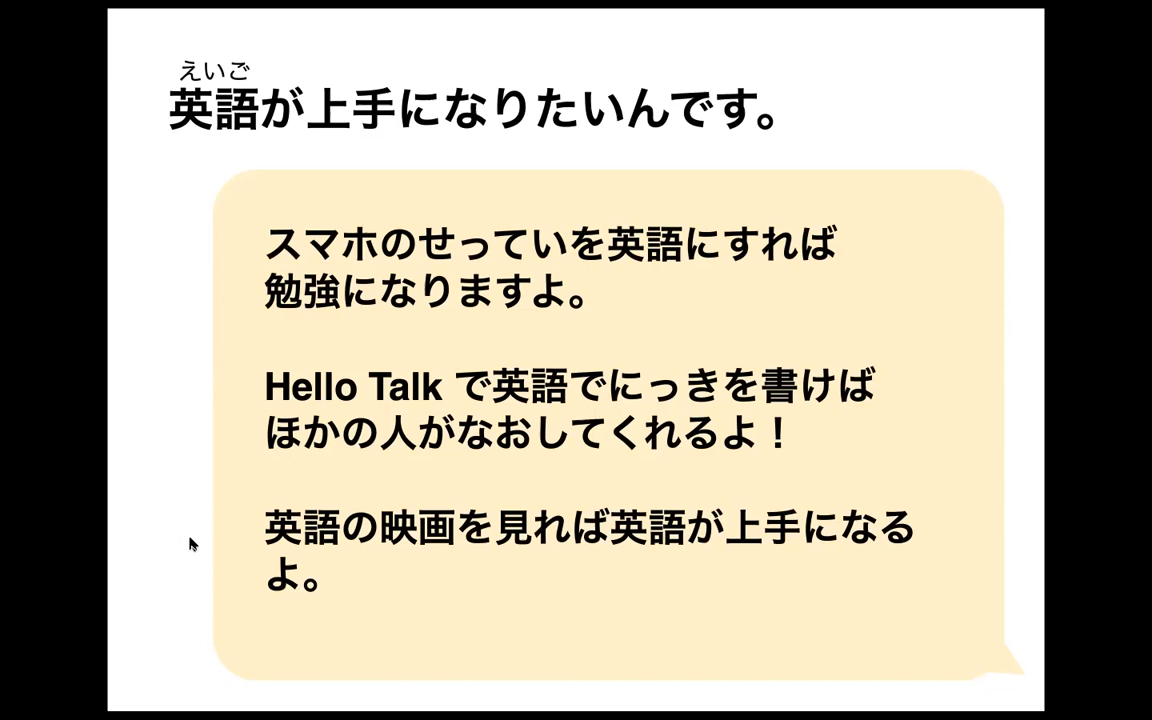 えいご
英語が上手になりたいんです。
スマホのせっていを英語にすれば
勉強になりますよ。
Hello Talk で英語でにっきを書けば
ほかの人がなおしてくれるよ！
英語の映画を見れば英語が上手になる
よ。